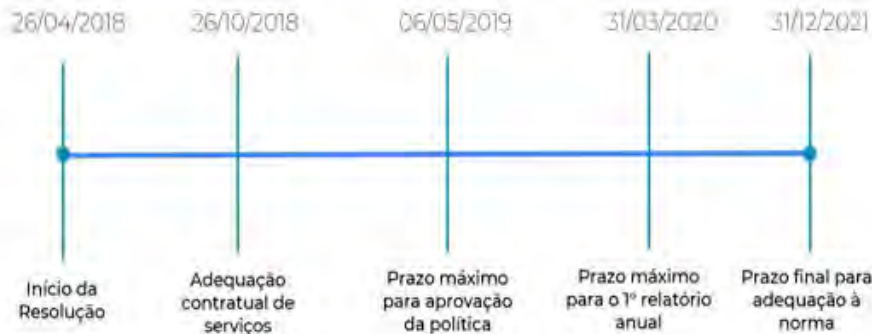 26/04/2018
26/10/2018
06/05/2019
31/03/2020
31/12/2021
Início da
Resolução
Adequação
contratual de
serviços
Prazo máximo
para aprovação
da política
Prazo máximo
para o 1º relatório
anual
Prazo final para
adequação à
norma